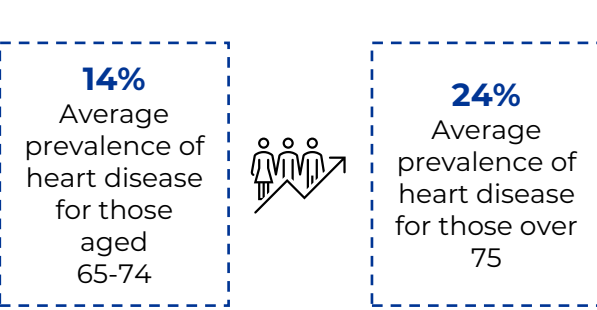 14%
Average
prevalence of
heart disease
for those
aged
65-74
24%
Average
prevalence of
heart disease
for those over
75